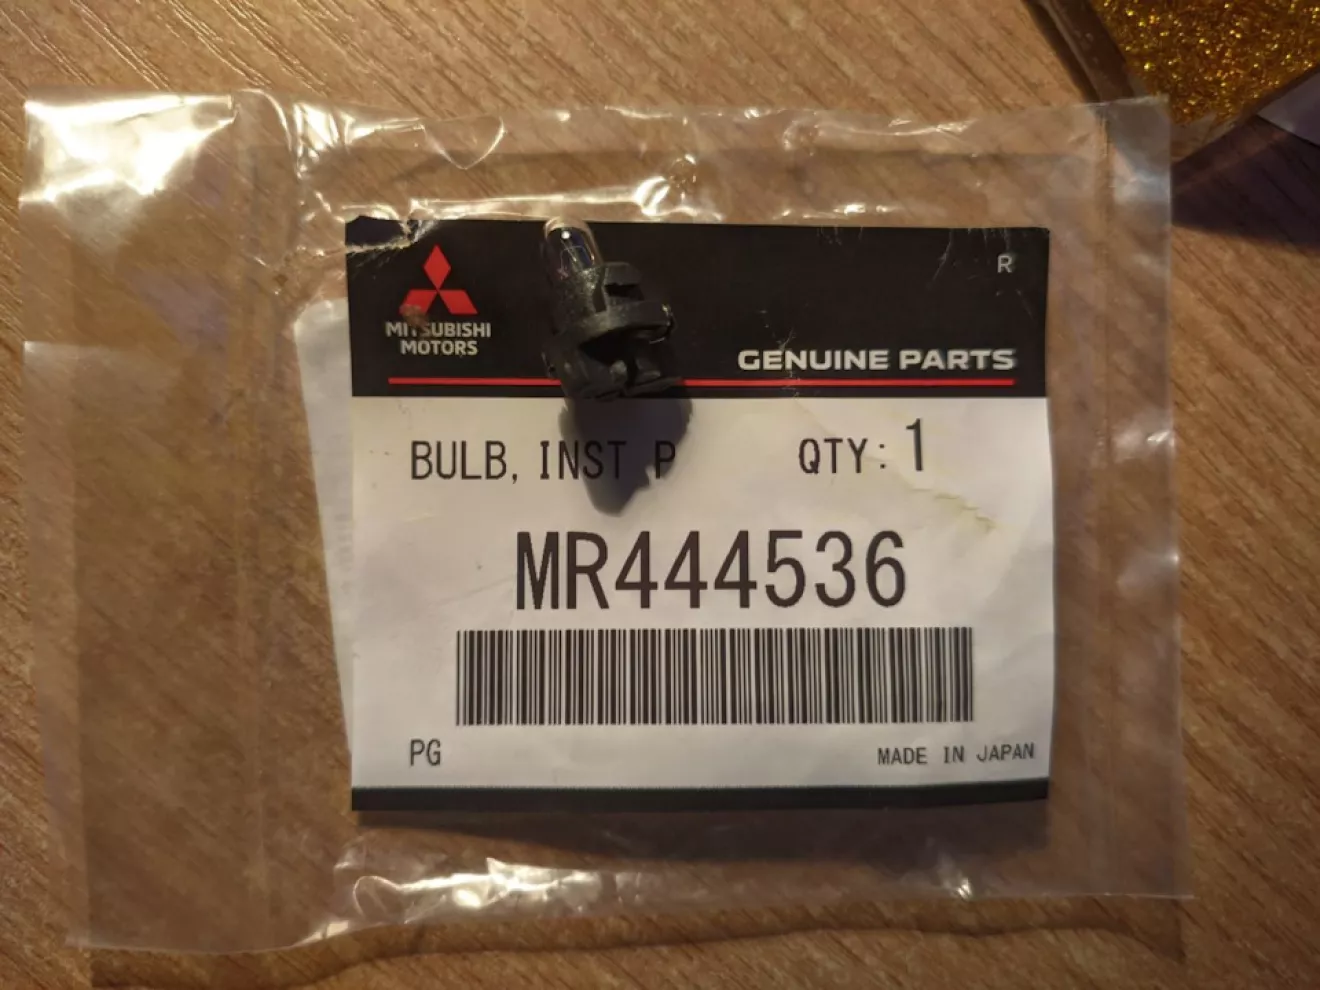 R
MITSUBISHI
MOTORS
GENUINE PARTS
BULB, INST P
QTY: 1
MR444536
PG
MADE IN JAPAN